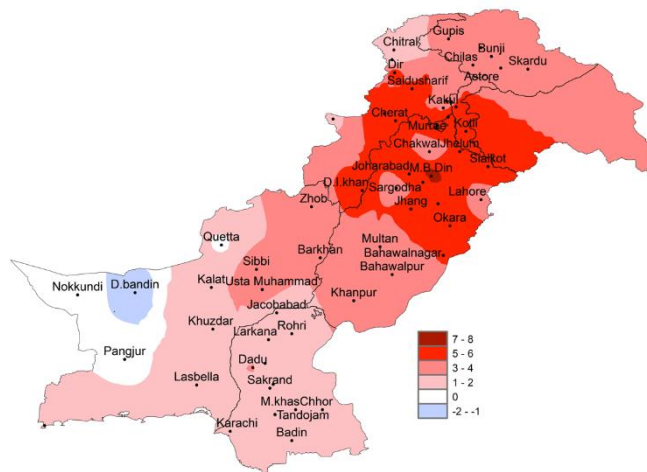 Gupis
Chitral
Bunji
Chilas
Skardu
Dir
Astore
Saidusharif
Kakul
Cherat
Murree
Kotli
Chakwal Jhelum
Sialkot
Joharabad M.B.Din
D.I.khan
Sargodha
Lahore
Zhob
Jhang
Okara
Quetta
Multan
Barkhan
Bahawalnagar
Sibbi
Bahawalpur
Nokkundi
D.bandin
Kalat
Usta Muhammad
Khanpur
Jacobabad
Khuzdar
Rohri
Larkana
7 - 8
5 - 6
3 - 4
1 - 2
0
-2 - -1
Pangjur
Dadu
Lasbella
Sakrand
M.khas Chhor
Tandojam
Karachi
Badin